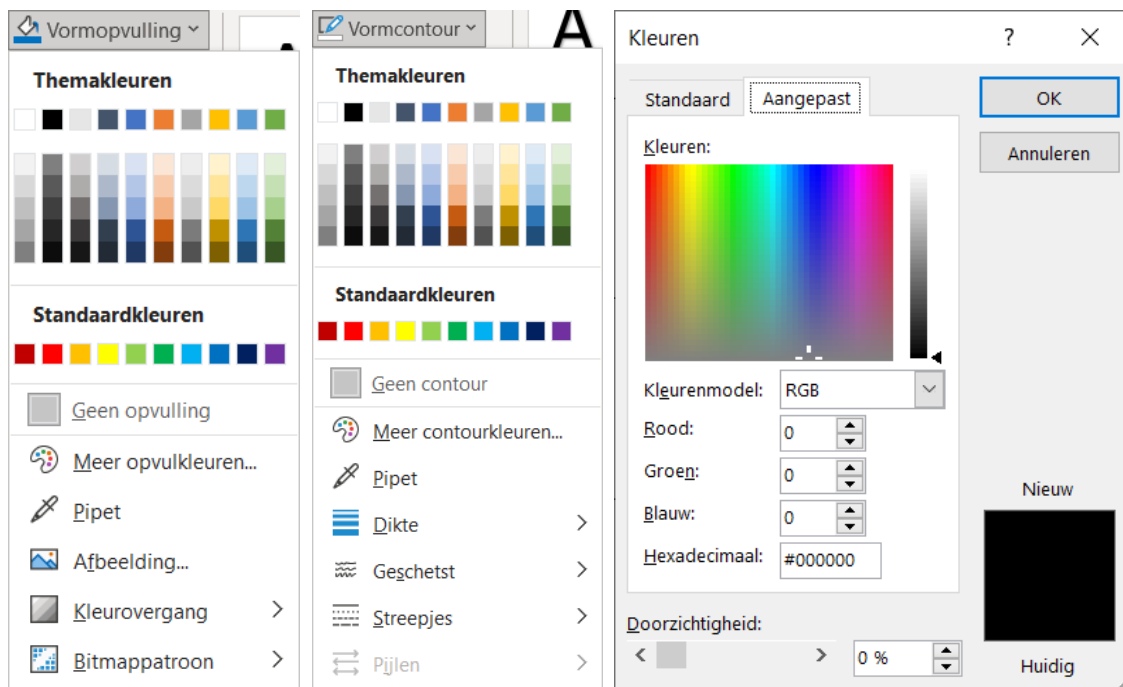 Vormopvulling
Themakleuren
Standaardkleuren
Geen opvulling
Meer opvulkleuren...
Pipet
Afbeelding...
Kleurovergang
Bitmappatroon
Vormcontour
A
Themakleuren
Standaardkleuren
Geen contour
Meer contourkleuren...
Pipet
Dikte
Geschetst
Streepjes
Pijlen
Kleuren
?
Standaard
Aangepast
OK
Annuleren
Kleuren:
Kleurenmodel: RGB
Rood: 0
Groen: 0
Blauw: 0
Hexadecimaal: #000000
Nieuw
Huidig
Doorzichtigheid:
0 %